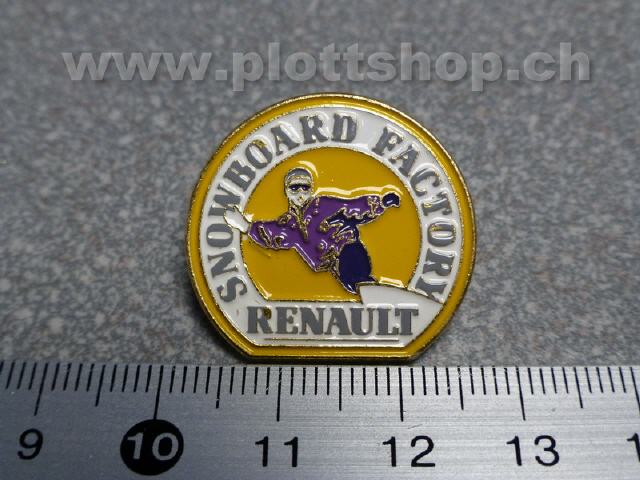 www.plottshop.ch
SNOWBOARD FACTORY
RENAULT
9 10 11 12 13